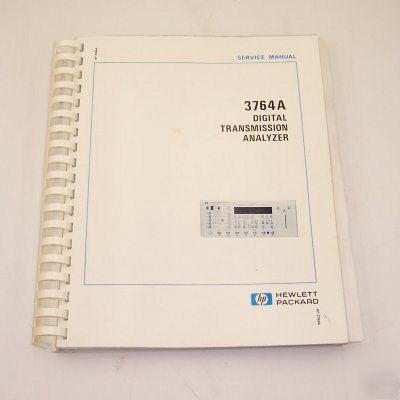 SERVICE MANUAL
3764A
DIGITAL
TRANSMISSION
ANALYZER
hp
HEWLETT
PACKARD